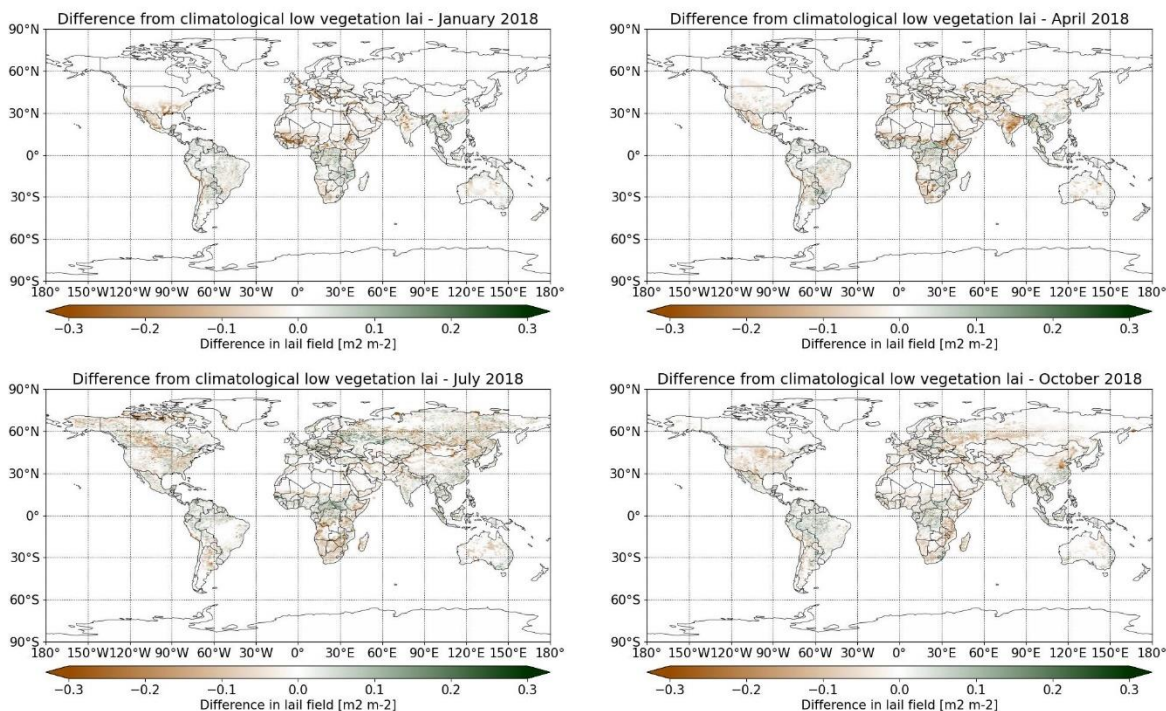 Difference from climatological low vegetation lai - January 2018
90°N
60°N
30°N
0°
30°S
60°S
90°S
180° 150°W120°W 90°W 60°W 30°W 0° 30°E 60°E 90°E 120°E 150°E 180°
−0.3 −0.2 −0.1 0.0 0.1 0.2 0.3
Difference in lail field [m2 m-2]
Difference from climatological low vegetation lai - April 2018
90°N
60°N
30°N
0°
30°S
60°S
90°S
180° 150°W120°W 90°W 60°W 30°W 0° 30°E 60°E 90°E 120°E 150°E 180°
−0.3 −0.2 −0.1 0.0 0.1 0.2 0.3
Difference in lail field [m2 m-2]
Difference from climatological low vegetation lai - July 2018
90°N
60°N
30°N
0°
30°S
60°S
90°S
180° 150°W120°W 90°W 60°W 30°W 0° 30°E 60°E 90°E 120°E 150°E 180°
−0.3 −0.2 −0.1 0.0 0.1 0.2 0.3
Difference in lail field [m2 m-2]
Difference from climatological low vegetation lai - October 2018
90°N
60°N
30°N
0°
30°S
60°S
90°S
180° 150°W120°W 90°W 60°W 30°W 0° 30°E 60°E 90°E 120°E 150°E 180°
−0.3 −0.2 −0.1 0.0 0.1 0.2 0.3
Difference in lail field [m2 m-2]